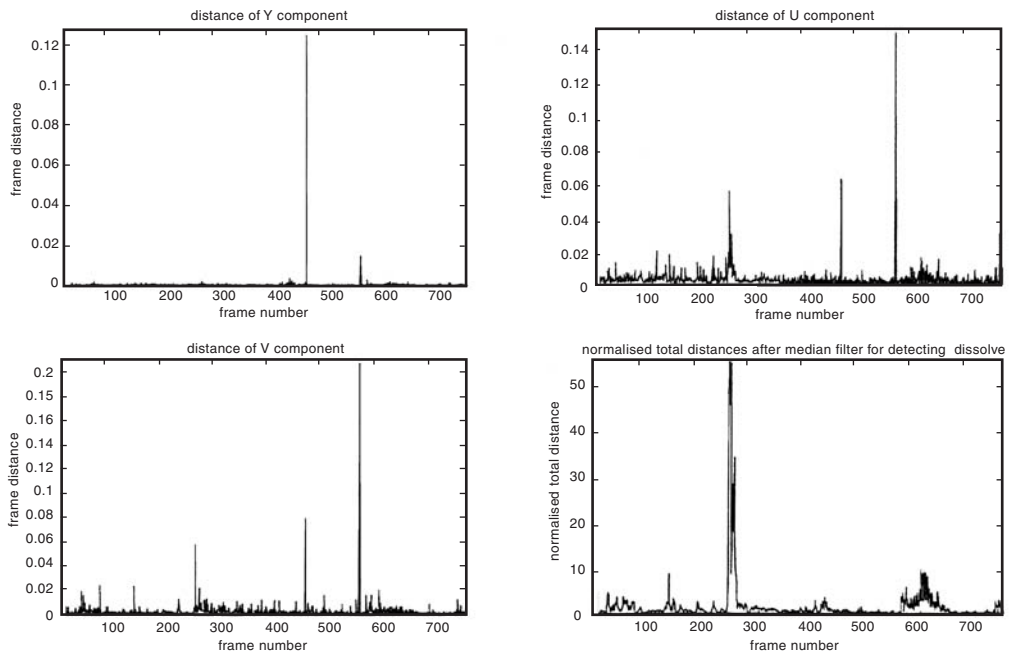 distance of Y component
0.12
0.1
0.08
0.06
0.04
0.02
0
frame distance
100 200 300 400 500 600 700
frame number
distance of U component
0.14
0.12
0.1
0.08
0.06
0.04
0.02
0
frame distance
100 200 300 400 500 600 700
frame number
distance of V component
0.2
0.16
0.15
0.14
0.12
0.1
0.08
0.06
0.04
0.02
0
frame distance
100 200 300 400 500 600 700
frame number
normalised total distances after median filter for detecting dissolve
50
40
30
20
10
0
normalised total distance
100 200 300 400 500 600 700
frame number